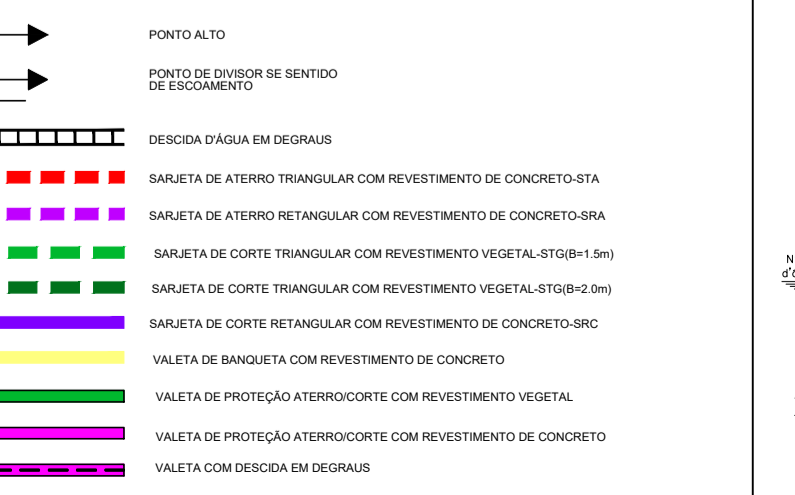 PONTO ALTO
PONTO DE DIVISOR SE SENTIDO
DE ESCOAMENTO
DESCIDA D'ÁGUA EM DEGRAUS
SARJETA DE ATERRO TRIANGULAR COM REVESTIMENTO DE CONCRETO-STA
SARJETA DE ATERRO RETANGULAR COM REVESTIMENTO DE CONCRETO-SRA
SARJETA DE CORTE TRIANGULAR COM REVESTIMENTO VEGETAL-STG(B=1.5m)
N
SARJETA DE CORTE TRIANGULAR COM REVESTIMENTO VEGETAL-STG(B=2.0m)
SARJETA DE CORTE RETANGULAR COM REVESTIMENTO DE CONCRETO-SRC
VALETA DE BANQUETA COM REVESTIMENTO DE CONCRETO
VALETA DE PROTEÇÃO ATERRO/CORTE COM REVESTIMENTO VEGETAL
VALETA DE PROTEÇÃO ATERRO/CORTE COM REVESTIMENTO DE CONCRETO
VALETA COM DESCIDA EM DEGRAUS